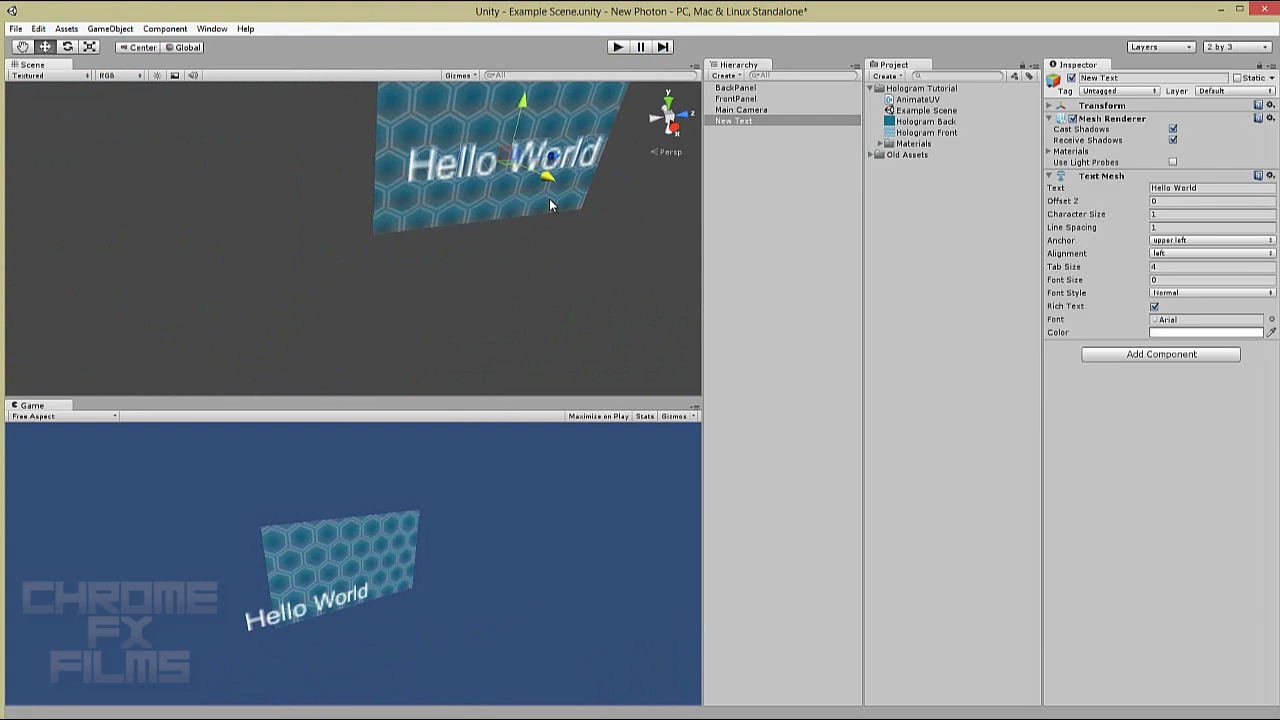 Unity - Example Scene.unity - New Photon - PC, Mac & Linux Standalone*
File Edit Assets GameObject Component Window Help
Center Global
Layers 2 by 3
Scene
Textured RGB Gizmos All
y
z
x
Persp
Hello World
Game
Free Aspect Maximize on Play Stats Gizmos
Hello World
CHROME
FX
FILMS
Hierarchy
Create All
BackPanel
FrontPanel
Main Camera
New Text
Project
Create
Hologram Tutorial
AnimateUV
Example Scene
Hologram Back
Hologram Front
Materials
Old Assets
Inspector
New Text Static
Tag Untagged Layer Default
Transform
Mesh Renderer
Cast Shadows
Receive Shadows
Materials
Use Light Probes
Text Mesh
Text Hello World
Offset Z 0
Character Size 1
Line Spacing 1
Anchor upper left
Alignment left
Tab Size 4
Font Size 0
Font Style Normal
Rich Text
Font Arial
Color
Add Component